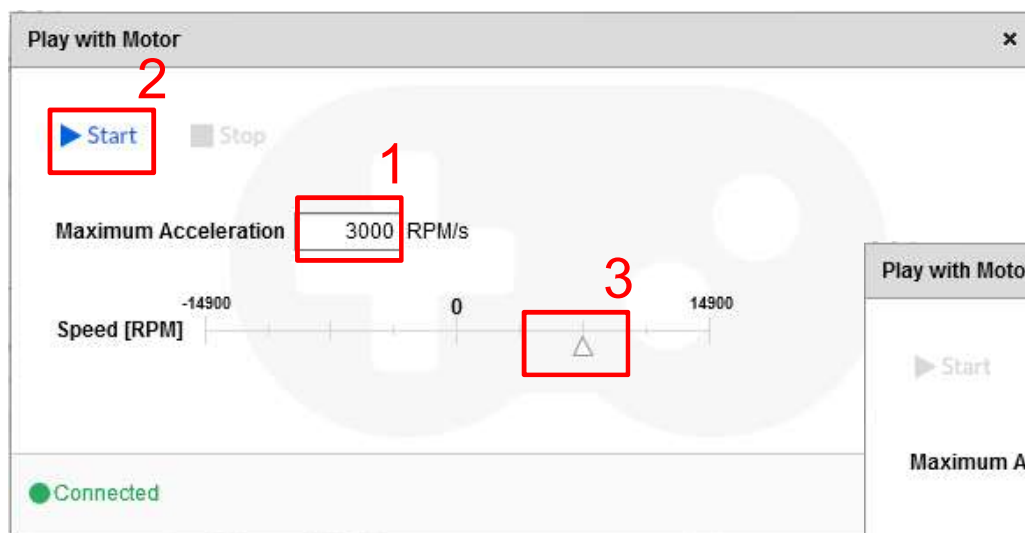 Play with Motor ×
2
Start Stop
1
Maximum Acceleration 3000 RPM/s
3
-14900 0 14900
Speed [RPM]
Connected
Play with Moto
Start
Maximum A